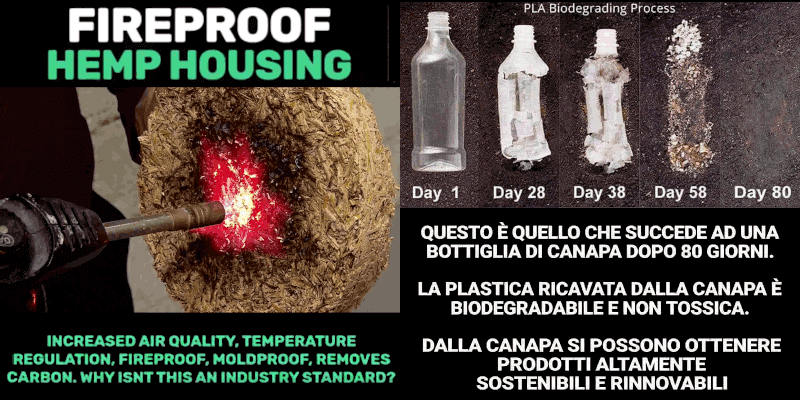 FIREPROOF
HEMP HOUSING
INCREASED AIR QUALITY, TEMPERATURE
REGULATION, FIREPROOF, MOLDPROOF, REMOVES
CARBON. WHY ISNT THIS AN INDUSTRY STANDARD?
PLA Biodegrading Process
Day 1 Day 28 Day 38 Day 58 Day 80
QUESTO È QUELLO CHE SUCCEDE AD UNA
BOTTIGLIA DI CANAPA DOPO 80 GIORNI.
LA PLASTICA RICAVATA DALLA CANAPA È
BIODEGRADABILE E NON TOSSICA.
DALLA CANAPA SI POSSONO OTTENERE
PRODOTTI ALTAMENTE
SOSTENIBILI E RINNOVABILI